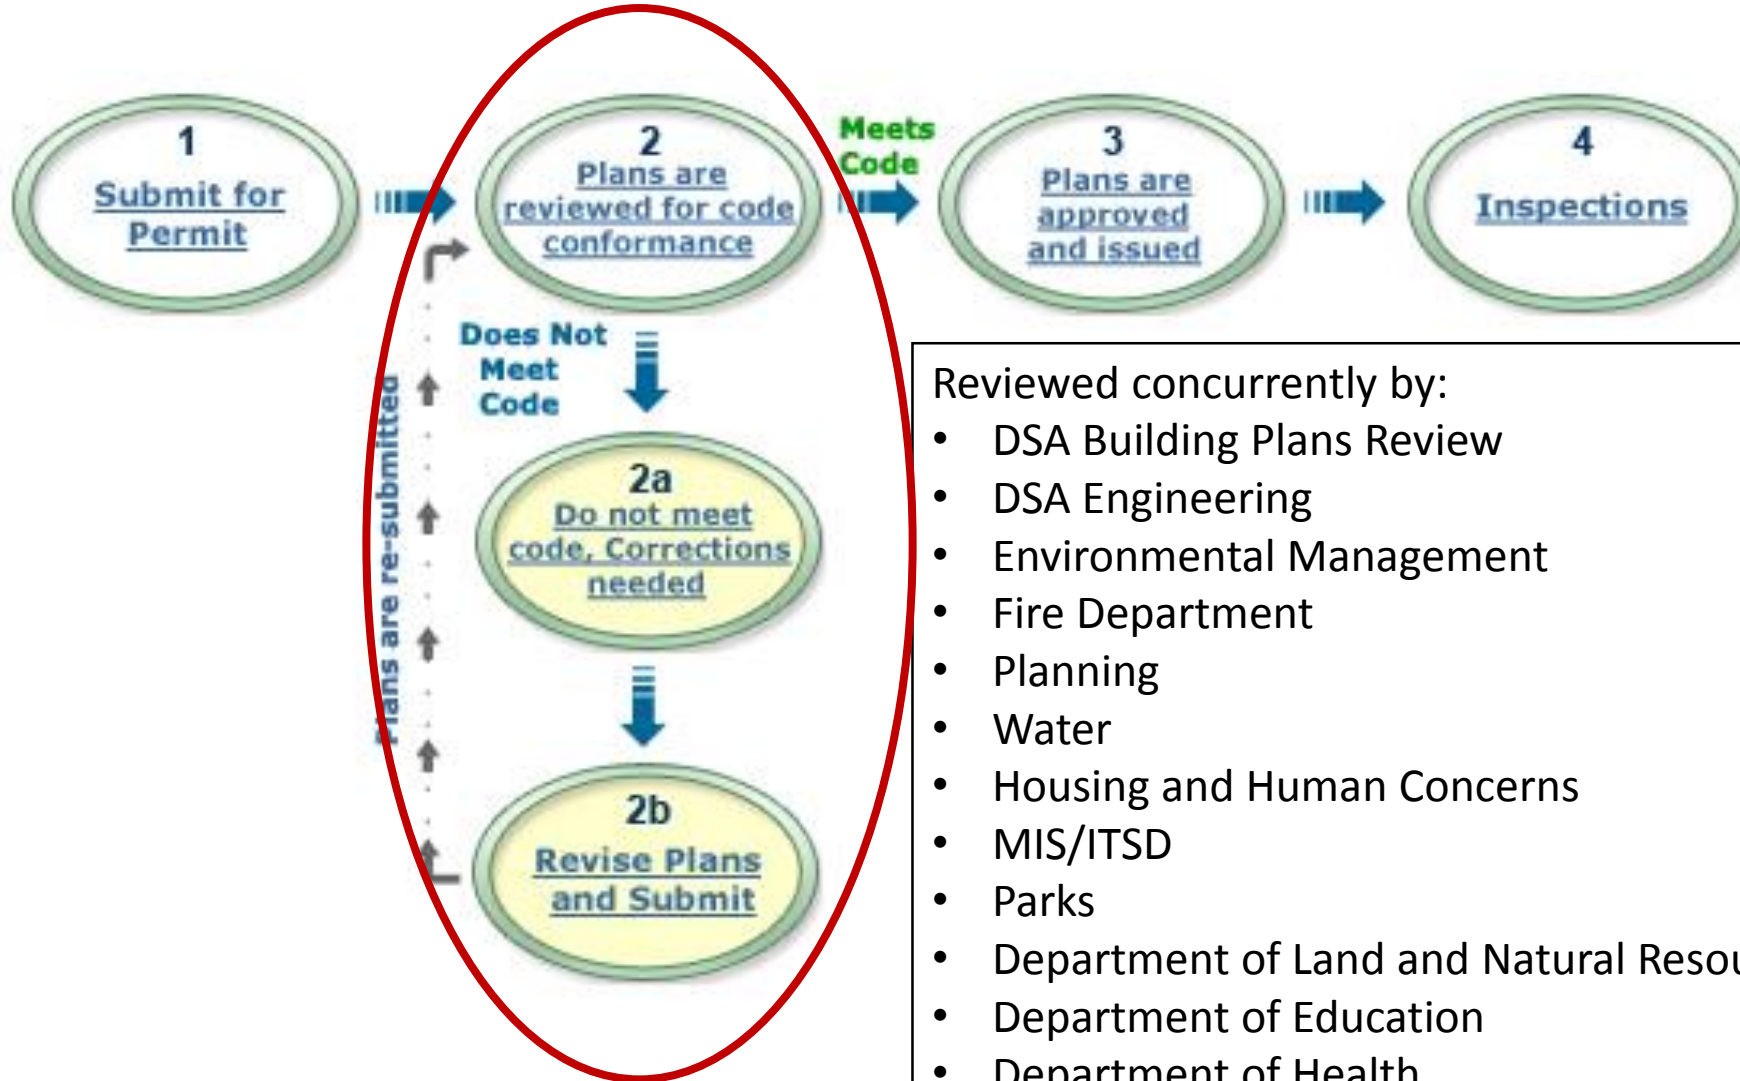 1
Submit for
Permit
2
Plans are
reviewed for code
conformance
Meets
Code
3
Plans are
approved
and issued
4
Inspections
Does Not
Meet
Code
Plans are re-submitted
2a
Do not meet
code, Corrections
needed
2b
Revise Plans
and Submit
Reviewed concurrently by:
• DSA Building Plans Review
• DSA Engineering
• Environmental Management
• Fire Department
• Planning
• Water
• Housing and Human Concerns
• MIS/ITSD
• Parks
• Department of Land and Natural
• Department of Education
• Department of Health